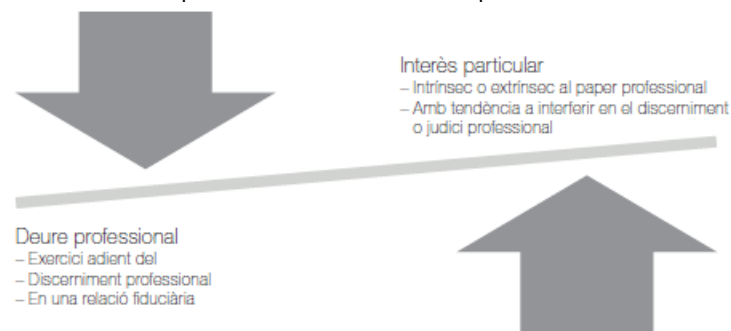 Interès particular
– Intrínsec o extrínsec al paper professional
– Amb tendència a interferir en el discerniment
o judici professional
Deure professional
– Exercici adient del
– Discerniment professional
– En una relació fiduciària